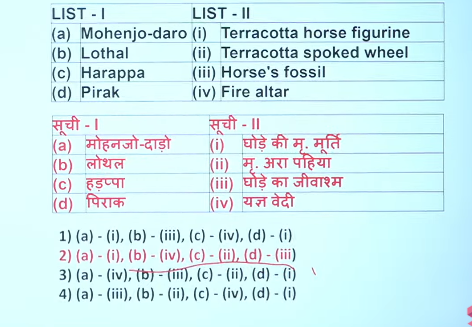 LIST - I LIST - II
(a) Mohenjo-daro (i) Terracotta horse figurine
(b) Lothal (ii) Terracotta spoked wheel
(c) Harappa (iii) Horse's fossil
(d) Pirak (iv) Fire altar
सूची - I सूची - II
(a) मोहनजो-दाड़ो (i) घोड़े की मृ. मूर्ति
(b) लोथल (ii) मृ. अरा पहिया
(c) हड़प्पा (iii) घोड़े का जीवाश्म
(d) पिराक (iv) यज्ञ वेदी
1) (a) - (i), (b) - (iii), (c) - (iv), (d) - (i)
2) (a) - (i), (b) - (iv), (c) - (ii), (d) - (iii)
3) (a) - (iv), (b) - (iii), (c) - (ii), (d) - (i)
4) (a) - (iii), (b) - (ii), (c) - (iv), (d) - (i)